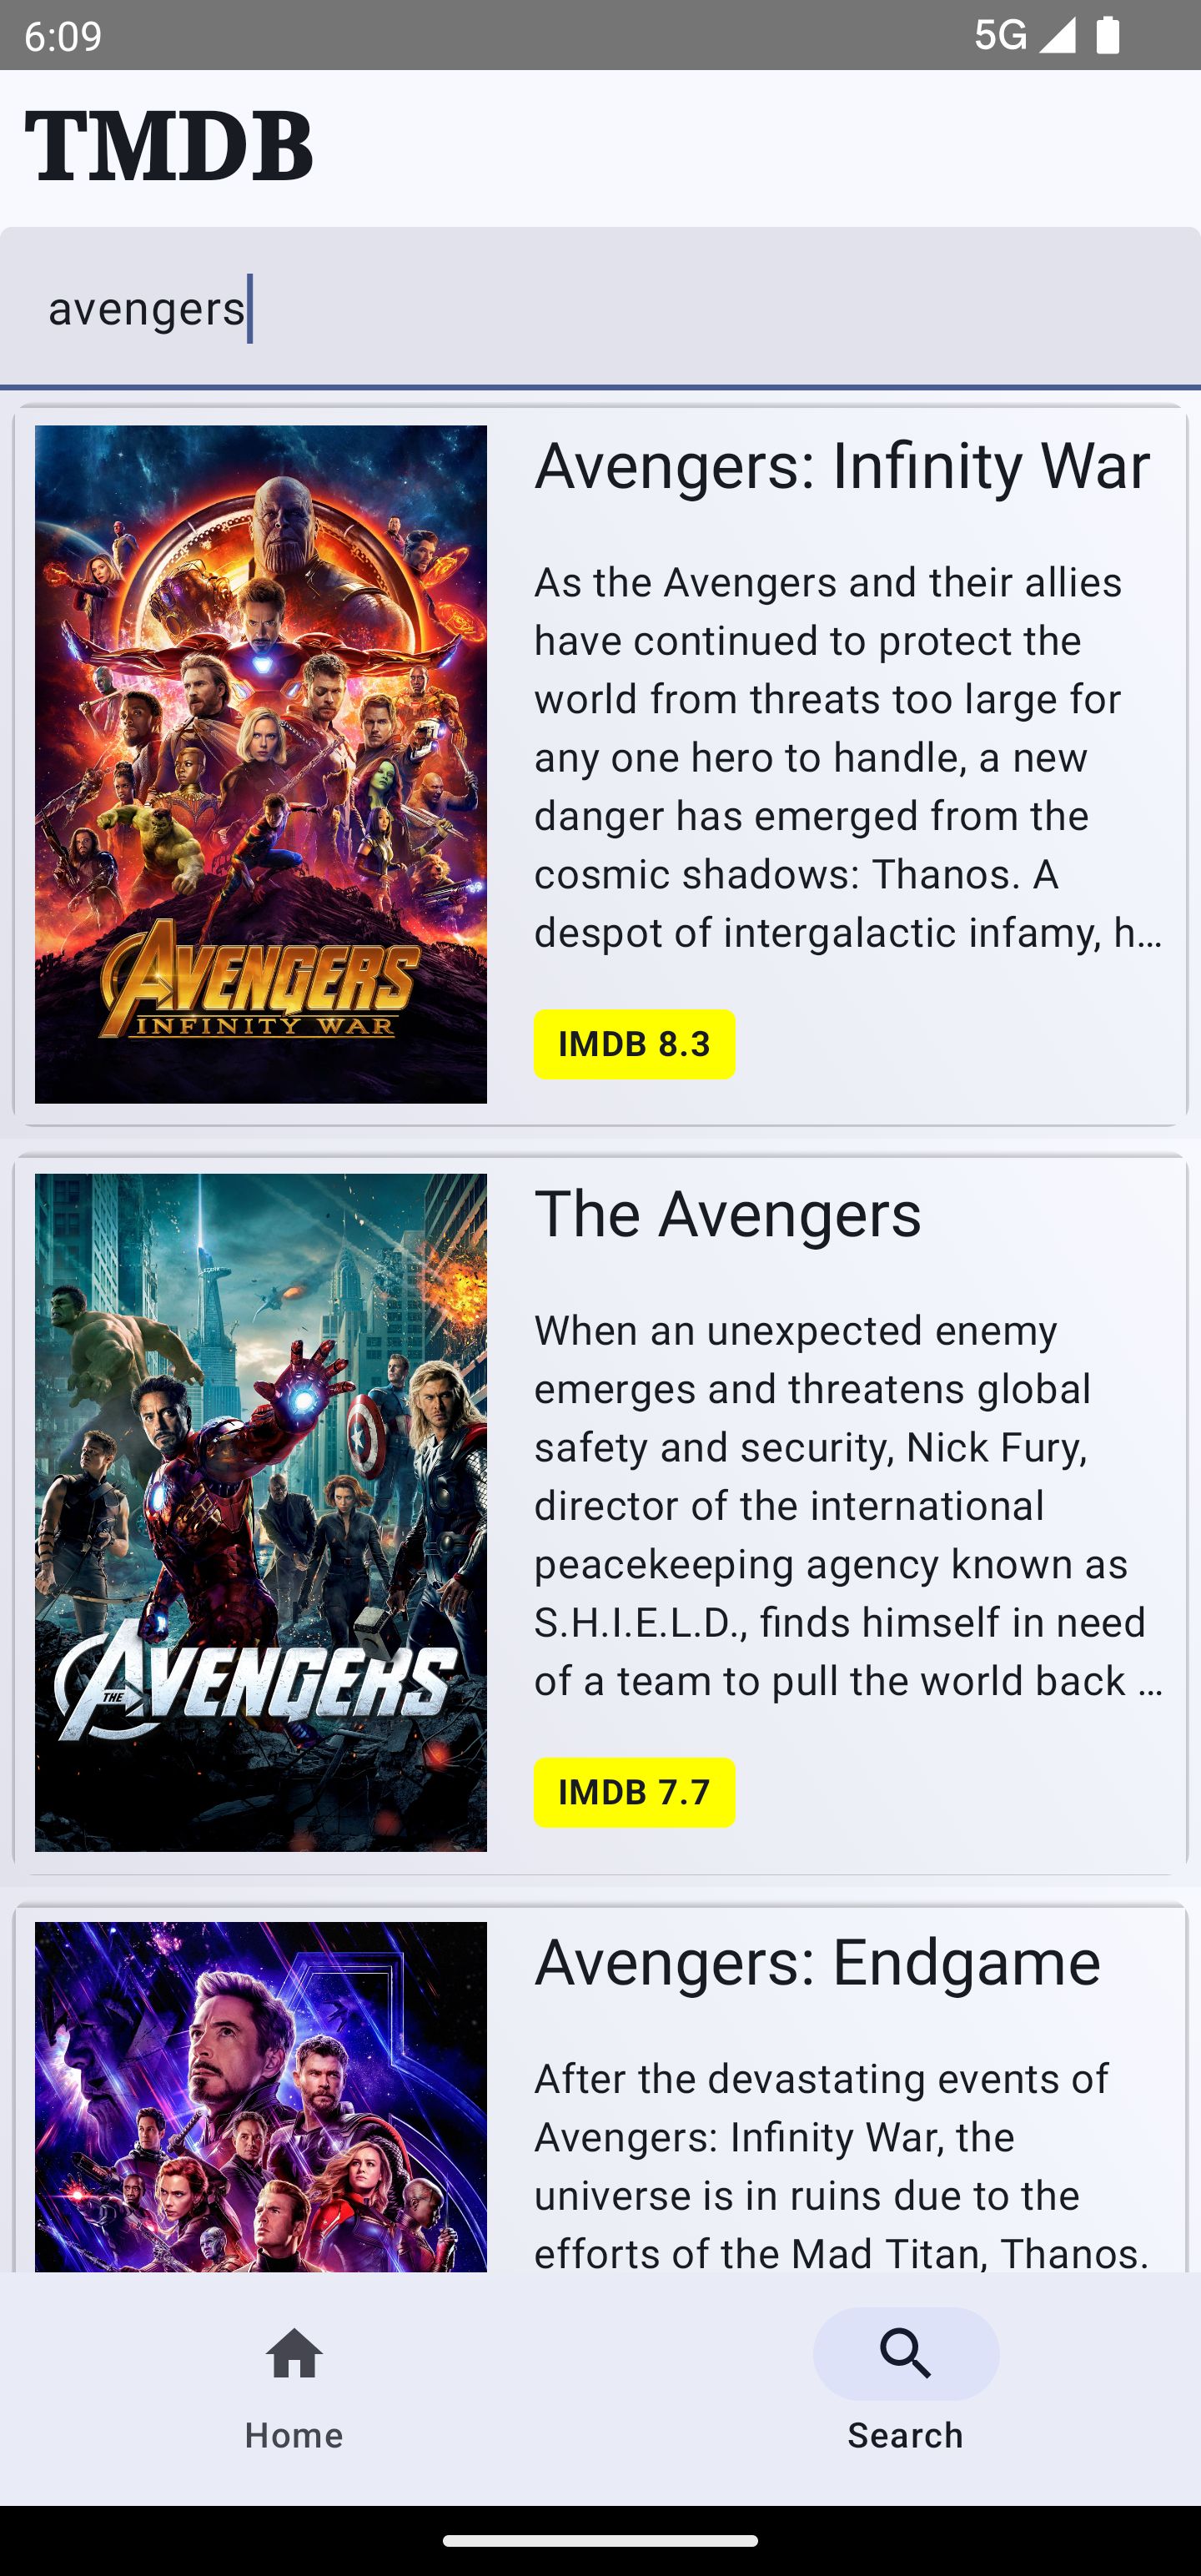 6:09 5G
TMDB
avengers
Avengers: Infinity War
As the Avengers and their allies
have continued to protect the
world from threats too large for
any one hero to handle, a new
danger has emerged from the
cosmic shadows: Thanos. A
despot of intergalactic infamy, h…
IMDB 8.3
AVENGERS
INFINITY WAR
The Avengers
When an unexpected enemy
emerges and threatens global
safety and security, Nick Fury,
director of the international
peacekeeping agency known as
S.H.I.E.L.D., finds himself in need
of a team to pull the world back …
IMDB 7.7
THE AVENGERS
Avengers: Endgame
After the devastating events of
Avengers: Infinity War, the
universe is in ruins due to the
efforts of the Mad Titan, Thanos.
Home
Search